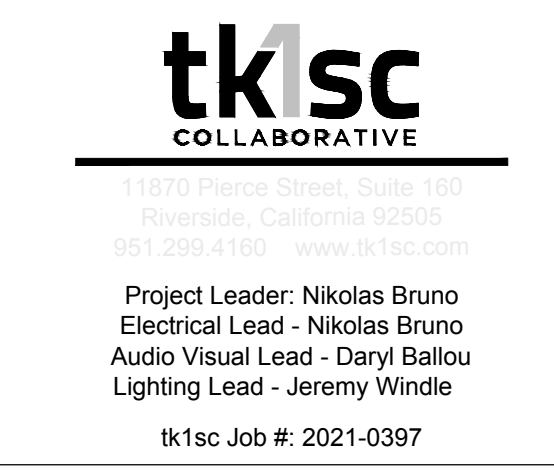 tk1sc
COLLABORATIVE
11870 Pierce Street, Suite 160
Riverside, California 92505
951.299.4160 www.tk1sc.com
Project Leader: Nikolas Bruno
Electrical Lead - Nikolas Bruno
Audio Visual Lead - Daryl Ballou
Lighting Lead - Jeremy Windle
tk1sc Job #: 2021-0397